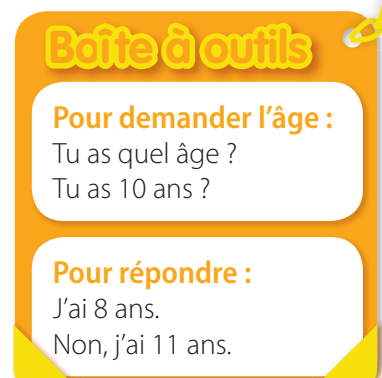 Boîte à outils
Pour demander l’âge :
Tu as quel âge ?
Tu as 10 ans ?
Pour répondre :
J’ai 8 ans.
Non, j’ai 11 ans.